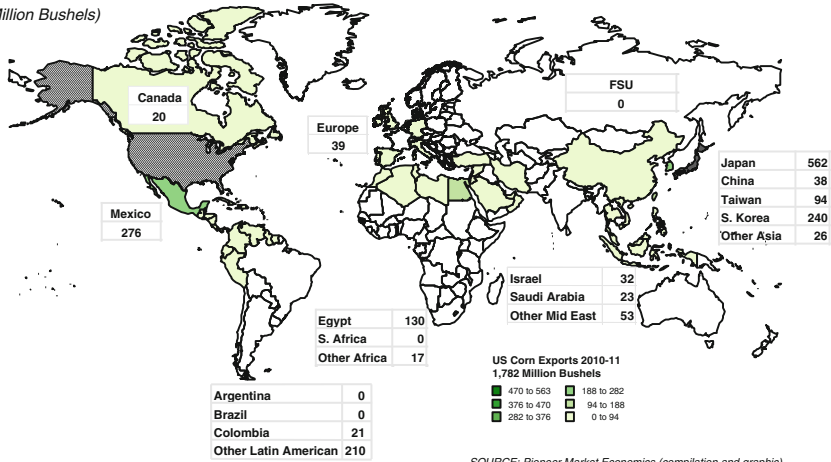 Million Bushels)
Canada
20
FSU
0
Europe
39
Japan 562
China 38
Taiwan 94
S. Korea 240
Other Asia 26
Mexico
276
Israel 32
Saudi Arabia 23
Other Mid East 53
Egypt 130
S. Africa 0
Other Africa 17
US Corn Exports 2010-11
1,782 Million Bushels
470 to 563 188 to 282
376 to 470 94 to 188
282 to 376 0 to 94
Argentina 0
Brazil 0
Colombia 21
Other Latin American 210
SOURCE: Pioneer Market Economics (compilation and graphic)